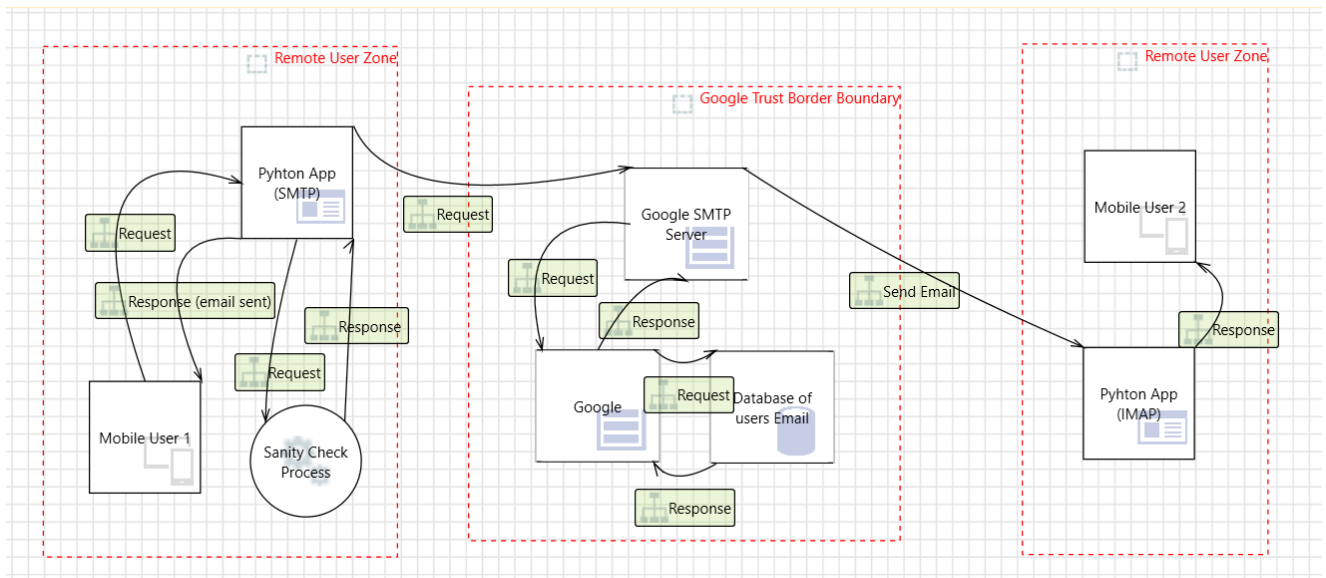 Remote User Zone
Pyhton App
(SMTP)
Request
Response (email sent)
Response
Request
Mobile User 1
Sanity Check
Process
Request
Google Trust Border Boundary
Google SMTP
Server
Request
Response
Google
Request
Database of
users Email
Response
Send Email
Remote User Zone
Mobile User 2
Response
Pyhton App
(IMAP)